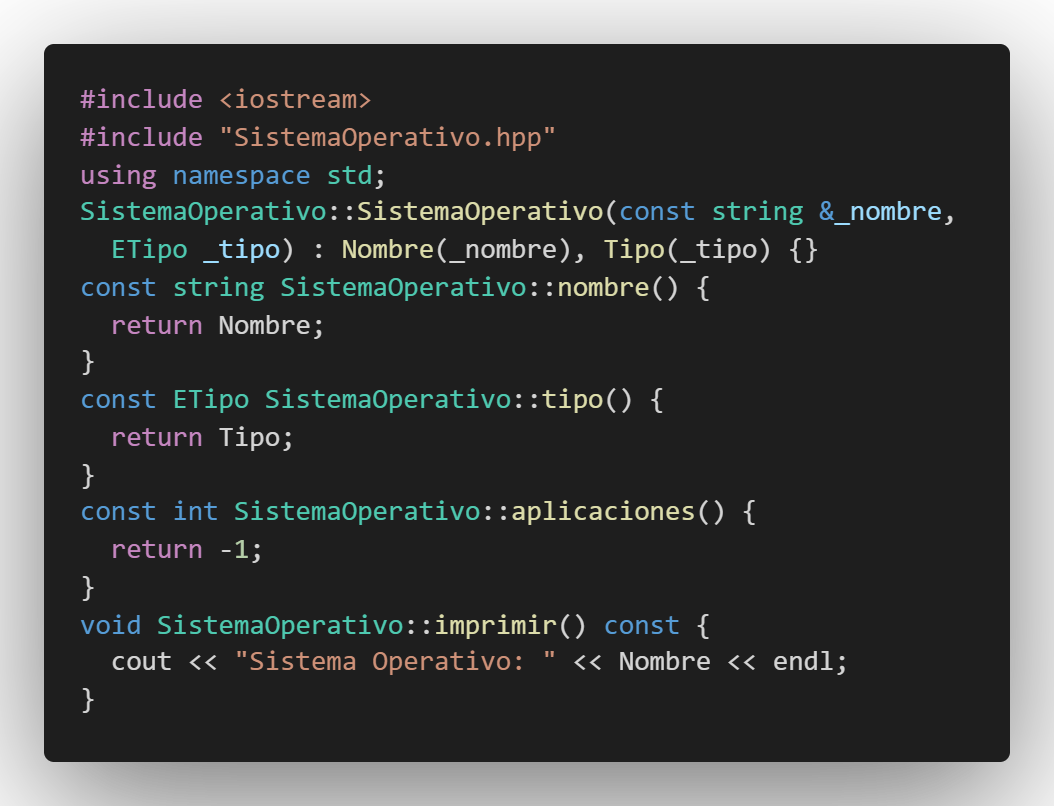 #include <iostream>
#include "SistemaOperativo.hpp"
using namespace std;
SistemaOperativo::SistemaOperativo(const string &_nombre,
  ETipo _tipo) : Nombre(_nombre), Tipo(_tipo) {}
const string SistemaOperativo::nombre() {
  return Nombre;
}
const ETipo SistemaOperativo::tipo() {
  return Tipo;
}
const int SistemaOperativo::aplicaciones() {
  return -1;
}
void SistemaOperativo::imprimir() const {
  cout << "Sistema Operativo: " << Nombre << endl;
}